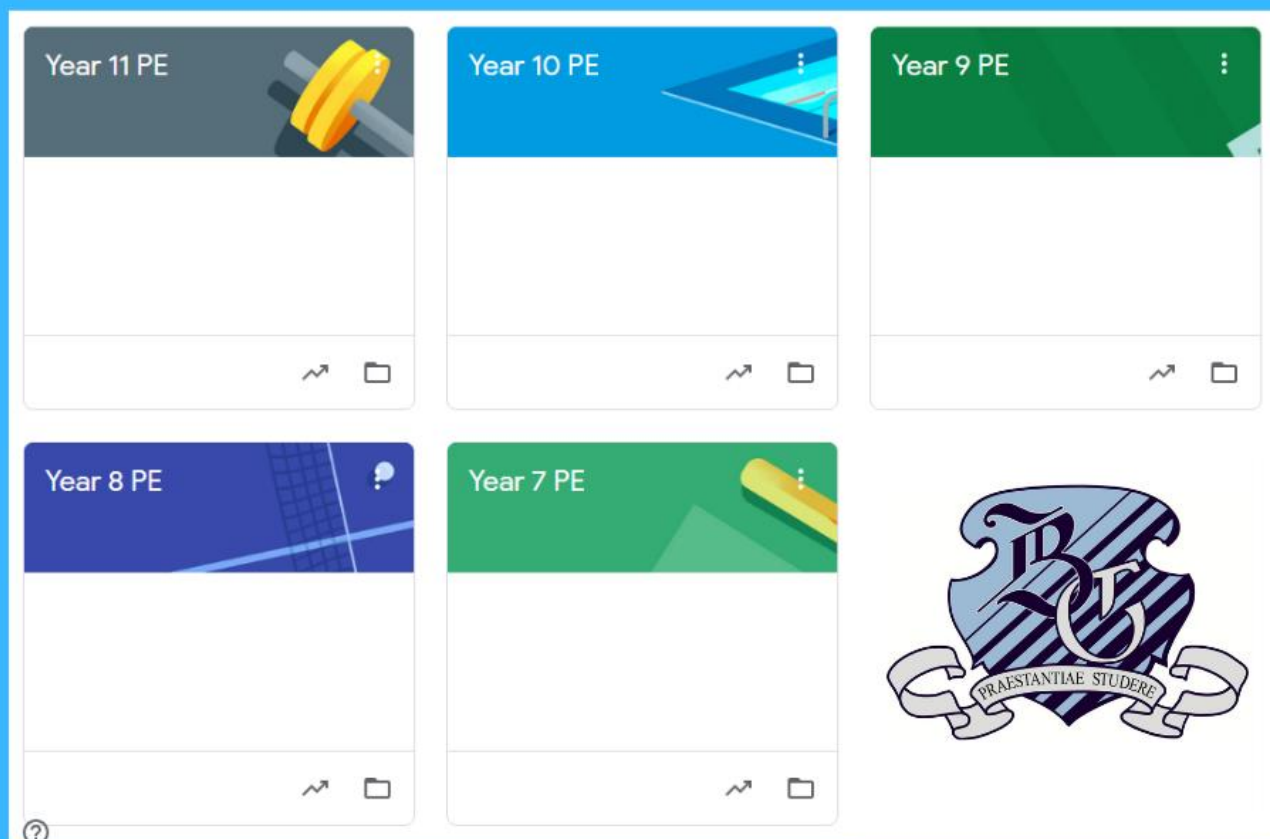 Year 11 PE
Year 10 PE
Year 9 PE
Year 8 PE
Year 7 PE
PRAESTANTIAE STUDERE